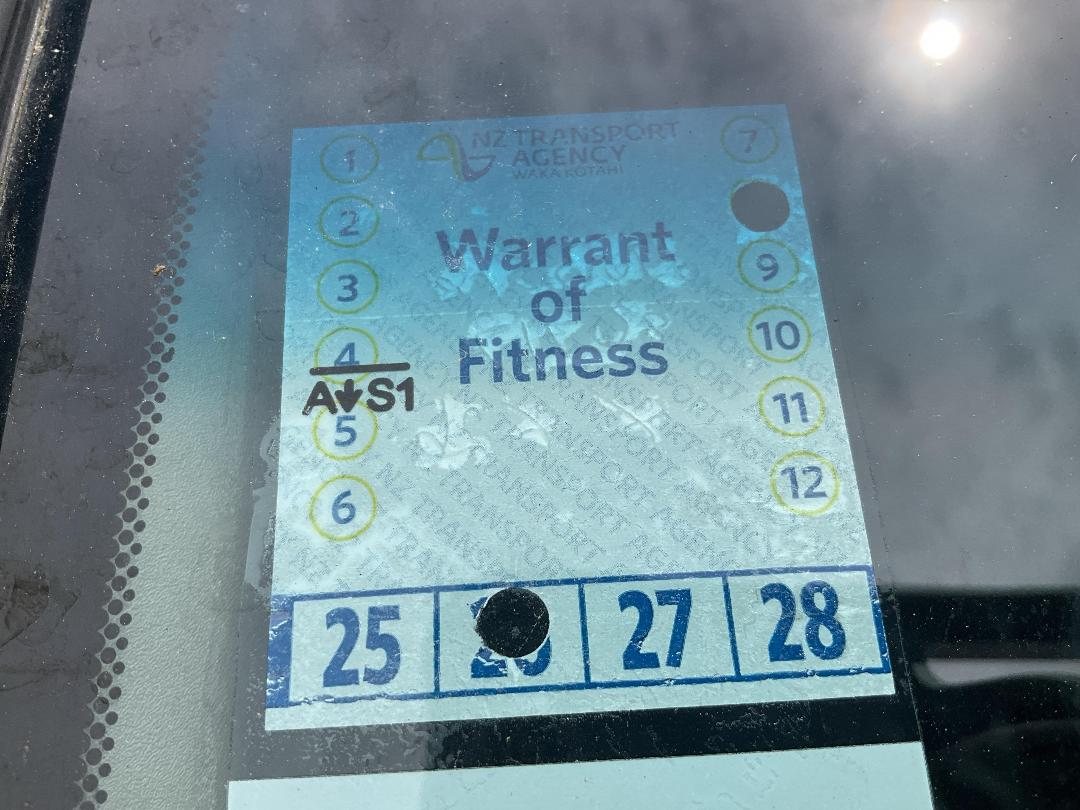 NZ TRANSPORT
AGENCY
WAKA KOTAHI
Warrant
of
Fitness
1
2
3
4
A↓S1
5
6
7
9
10
11
12
25 27 28